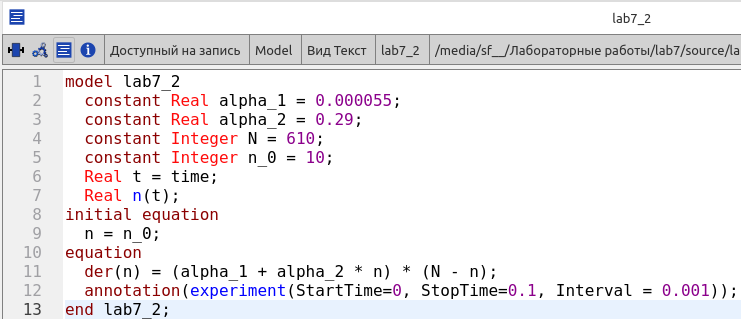 lab7_2
Доступный на запись Model Вид Текст lab7_2 /media/sf__/Лабораторные работы/lab7/source/la
1 model lab7_2
2 constant Real alpha_1 = 0.000055;
3 constant Real alpha_2 = 0.29;
4 constant Integer N = 610;
5 constant Integer n_0 = 10;
6 Real t = time;
7 Real n(t);
8 initial equation
9 n = n_0;
10 equation
11 der(n) = (alpha_1 + alpha_2 * n) * (N - n);
12 annotation(experiment(StartTime=0, StopTime=0.1, Interval = 0.001));
13 end lab7_2;